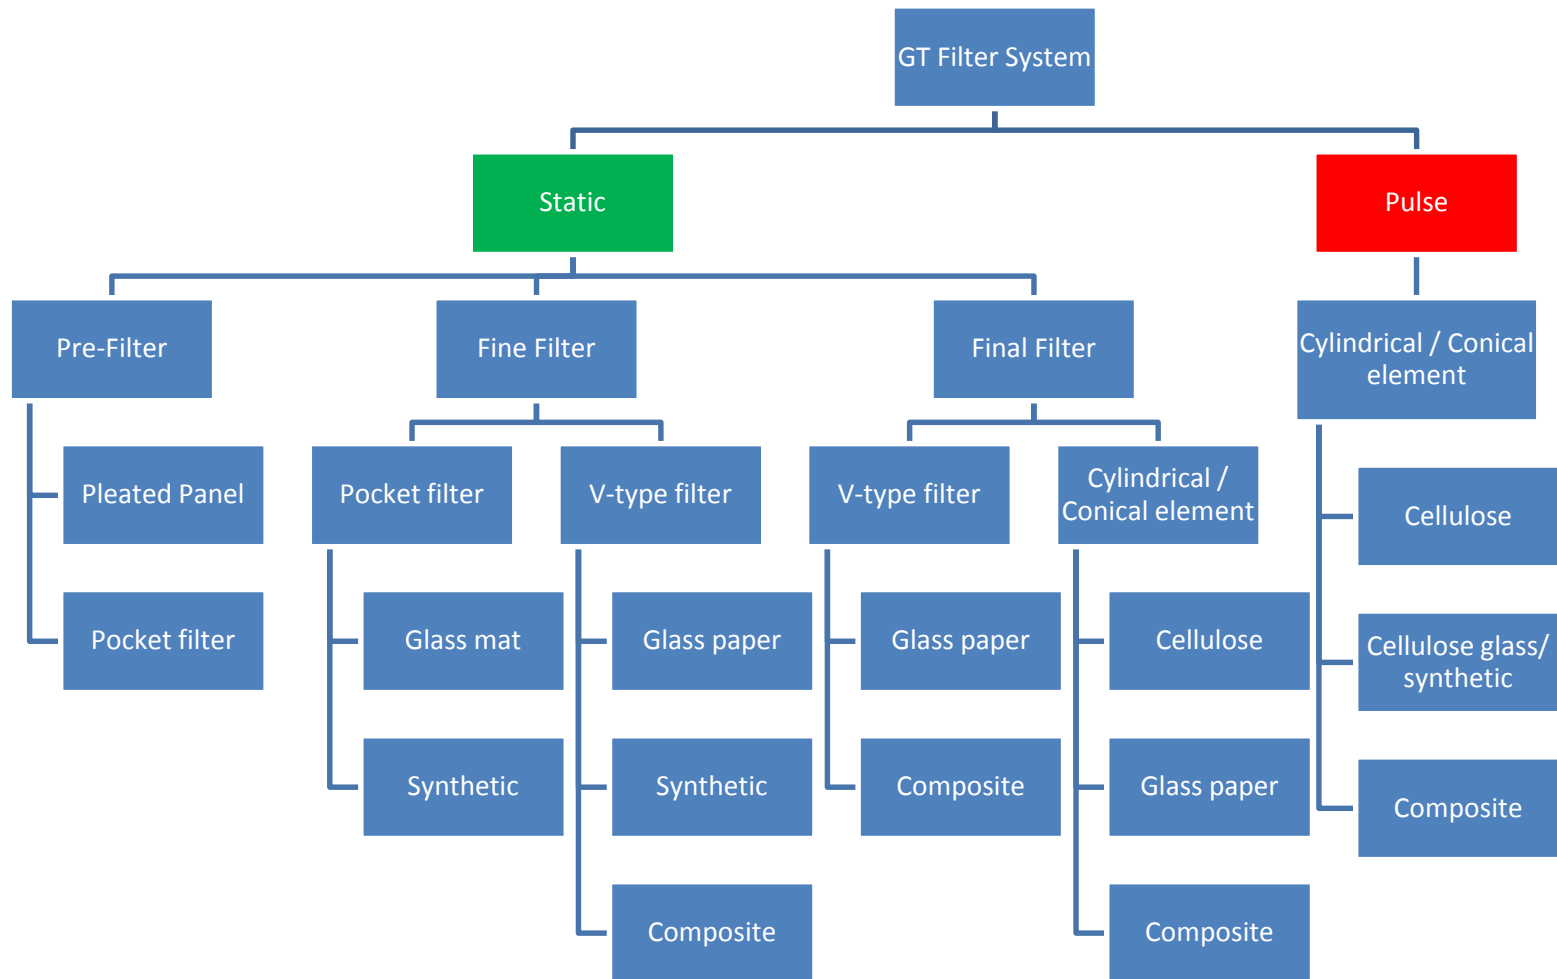 GT Filter System
Static
Pulse
Pre-Filter
Fine Filter
Final Filter
Cylindrical / Conical
element
Pleated Panel
Pocket filter
Pocket filter
Glass mat
Synthetic
V-type filter
Glass paper
Synthetic
Composite
V-type filter
Glass paper
Composite
Cylindrical /
Conical element
Cellulose
Glass paper
Composite
Cellulose
Cellulose glass/
synthetic
Composite